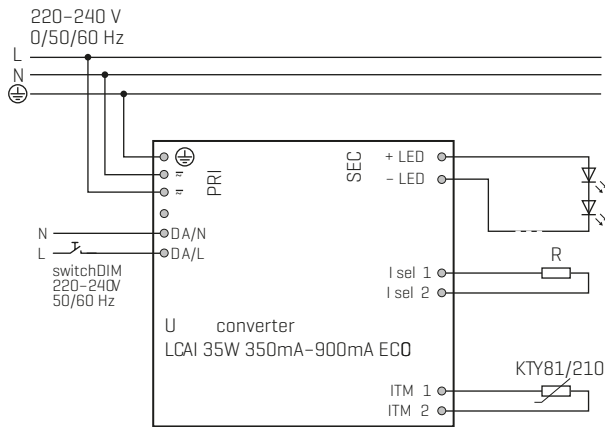 220–240 V
0/50/60 Hz
L
N
PRI
SEC
+ LED
– LED
N
DA/N
L
DA/L
switchDIM
220–240V
50/60 Hz
I sel 1
R
I sel 2
U converter
LCAI 35W 350mA–900mA ECO
KTY81/210
ITM 1
ITM 2